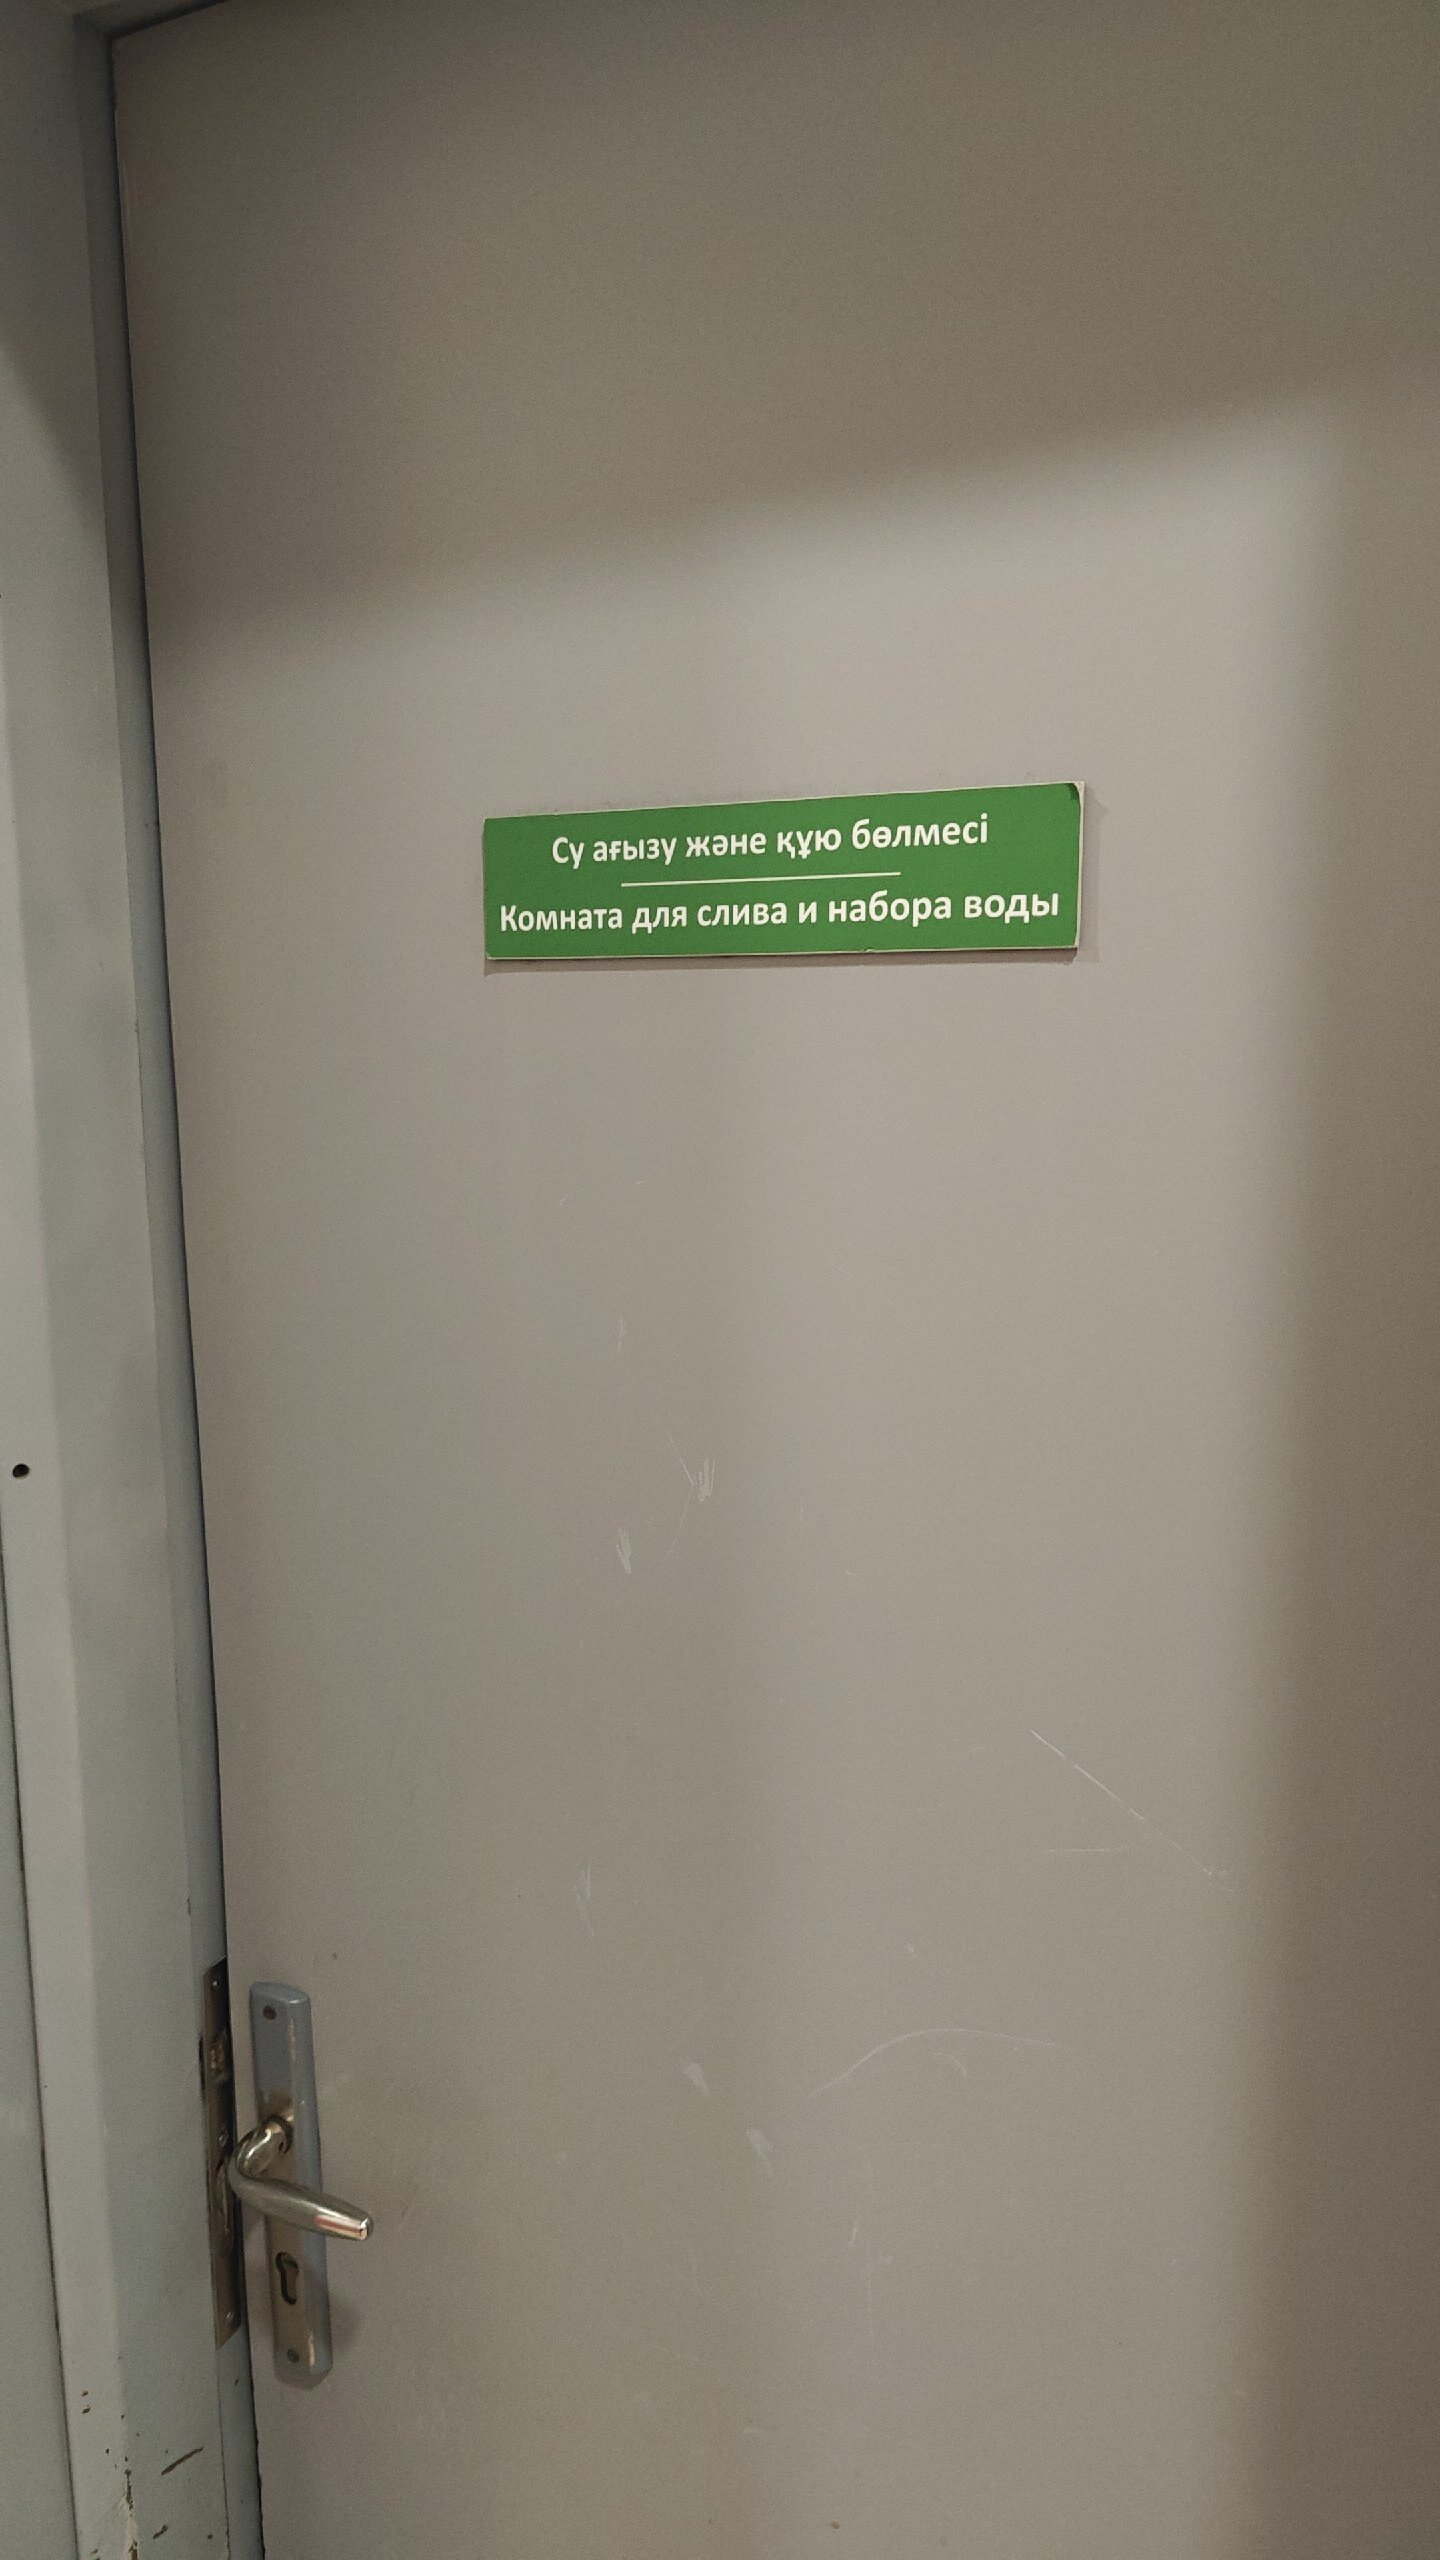 Су ағызу және құю бөлмесі
Комната для слива и набора воды